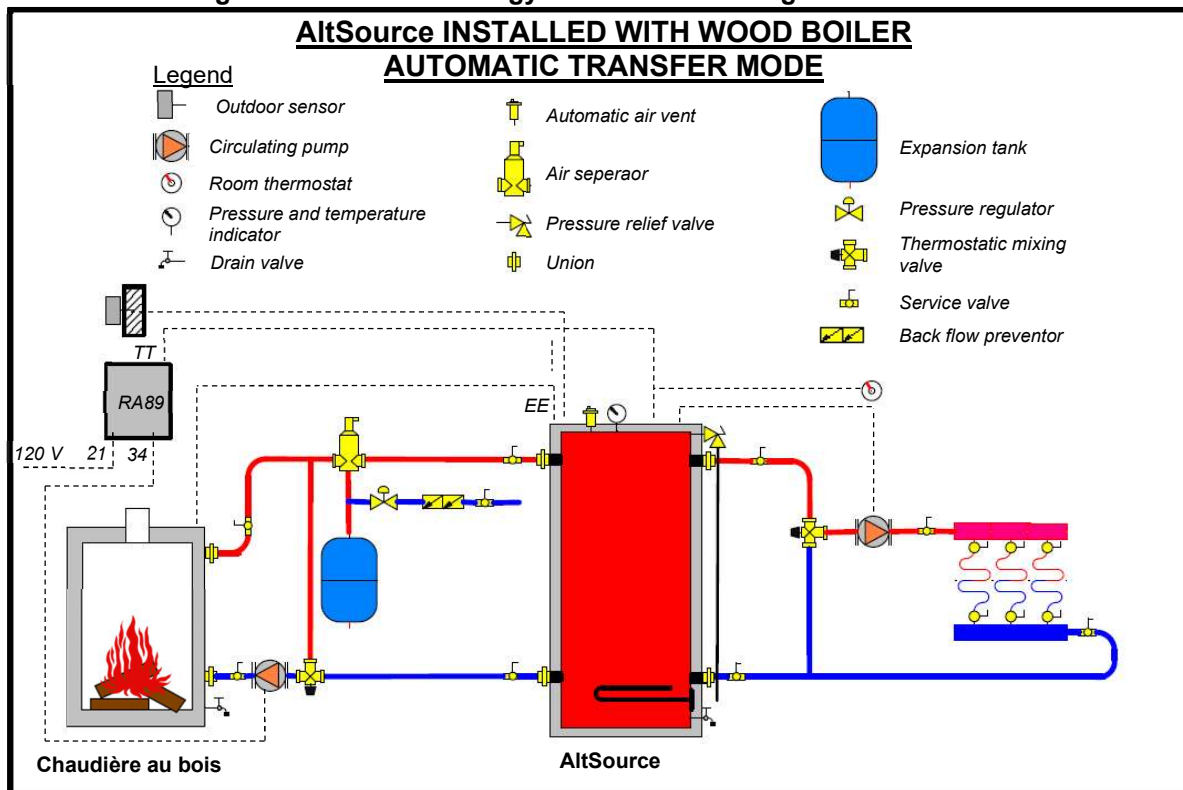 AltSource INSTALLED WITH WOOD BOILER
AUTOMATIC TRANSFER MODE
Legend
Outdoor sensor
Circulating pump
Room thermostat
Pressure and temperature
indicator
Drain valve
Automatic air vent
Air seperaor
Pressure relief valve
Union
Expansion tank
Pressure regulator
Thermostatic mixing
valve
Service valve
Back flow preventor
TT
RA89
120 V 21 34
EE
Chaudière au bois
AltSource